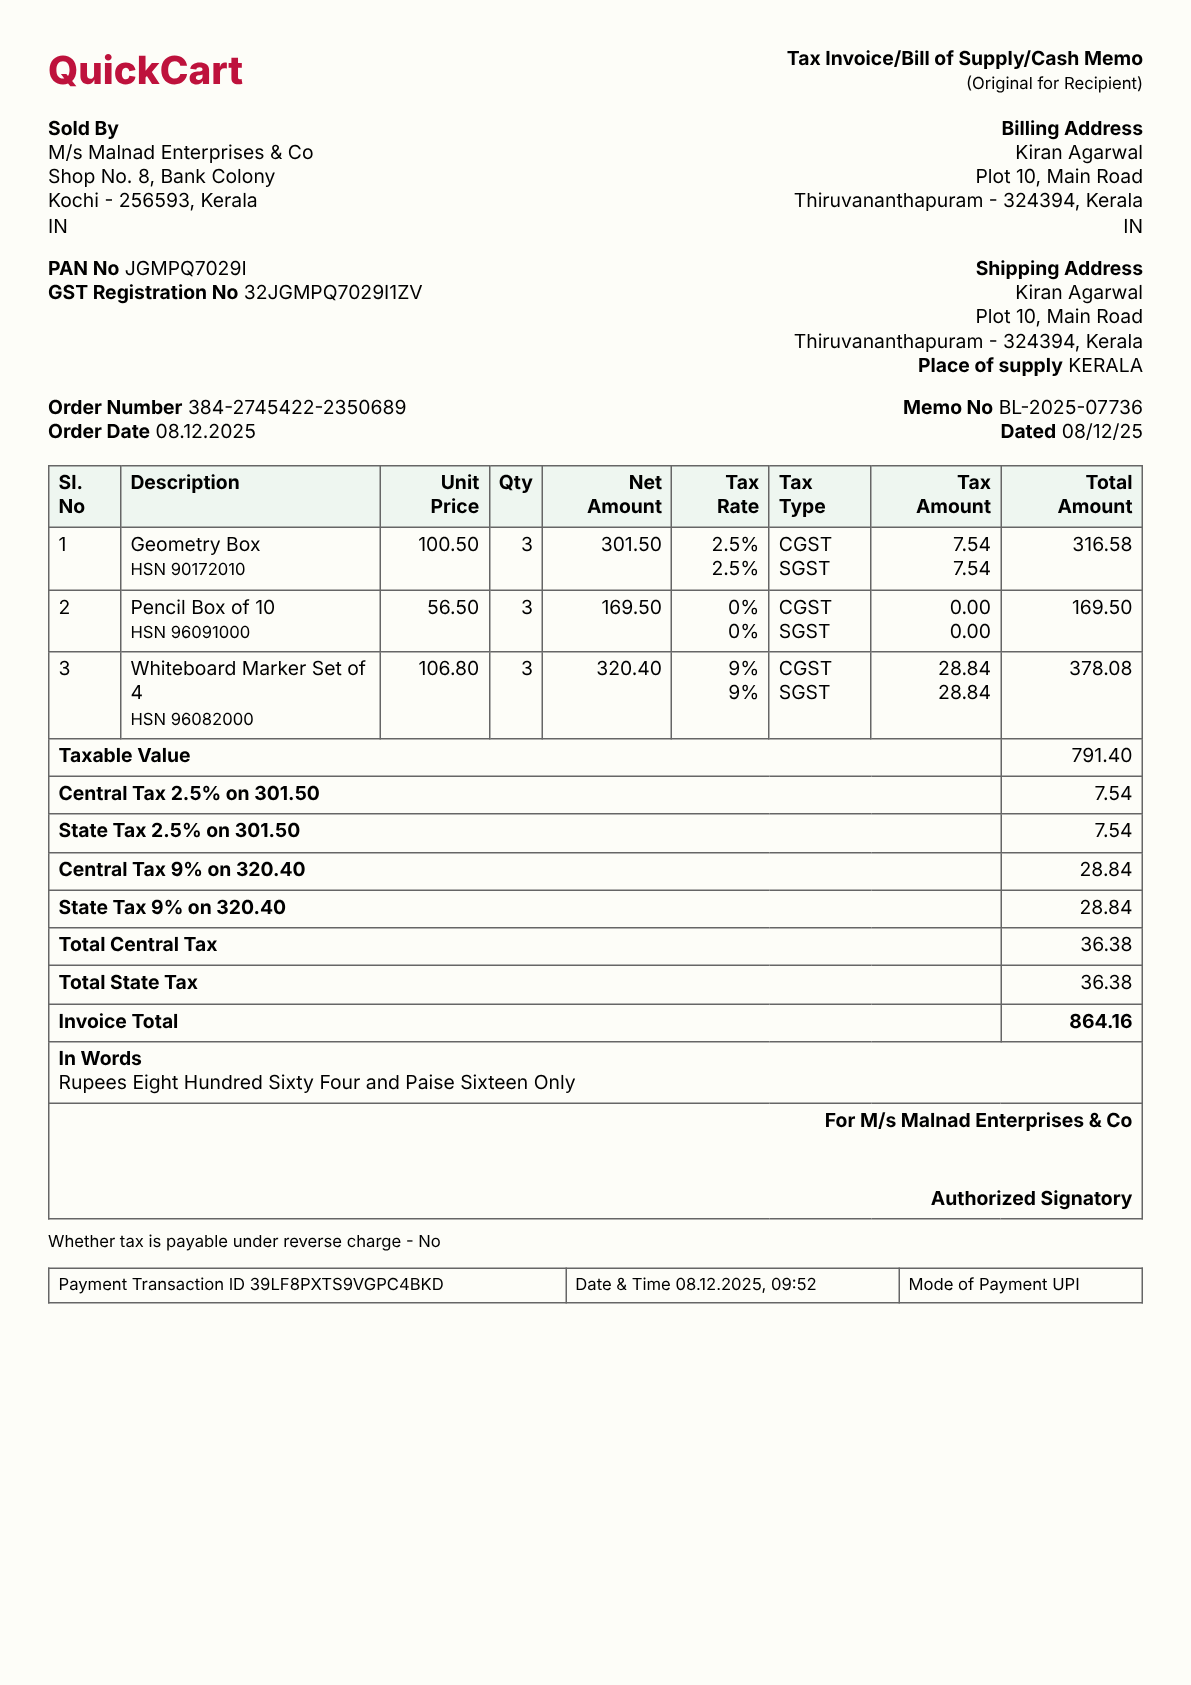 QuickCart
Tax Invoice/Bill of Supply/Cash Memo
(Original for Recipient)
Sold By
M/s Malnad Enterprises & Co
Shop No. 8, Bank Colony
Kochi - 256593, Kerala
IN
Billing Address
Kiran Agarwal
Plot 10, Main Road
Thiruvananthapuram - 324394, Kerala
IN
PAN No JGMPQ7029I
GST Registration No 32JGMPQ7029I1ZV
Shipping Address
Kiran Agarwal
Plot 10, Main Road
Thiruvananthapuram - 324394, Kerala
Place of supply KERALA
Order Number 384-2745422-2350689
Order Date 08.12.2025
Memo No BL-2025-07736
Dated 08/12/25
Sl. No Description Unit Price Qty Net Amount Tax Rate Tax Type Tax Amount Total Amount
1 Geometry Box 100.50 3 301.50 2.5% CGST 7.54 316.58
HSN 90172010 2.5% SGST 7.54
2 Pencil Box of 10 56.50 3 169.50 0% CGST 0.00 169.50
HSN 96091000 0% SGST 0.00
3 Whiteboard Marker Set of 106.80 3 320.40 9% CGST 28.84 378.08
4 9% SGST 28.84
HSN 96082000
Taxable Value 791.40
Central Tax 2.5% on 301.50 7.54
State Tax 2.5% on 301.50 7.54
Central Tax 9% on 320.40 28.84
State Tax 9% on 320.40 28.84
Total Central Tax 36.38
Total State Tax 36.38
Invoice Total 864.16
In Words
Rupees Eight Hundred Sixty Four and Paise Sixteen Only
For M/s Malnad Enterprises & Co
Authorized Signatory
Whether tax is payable under reverse charge - No
Payment Transaction ID 39LF8PXTS9VGPC4BKD Date & Time 08.12.2025, 09:52 Mode of Payment UPI